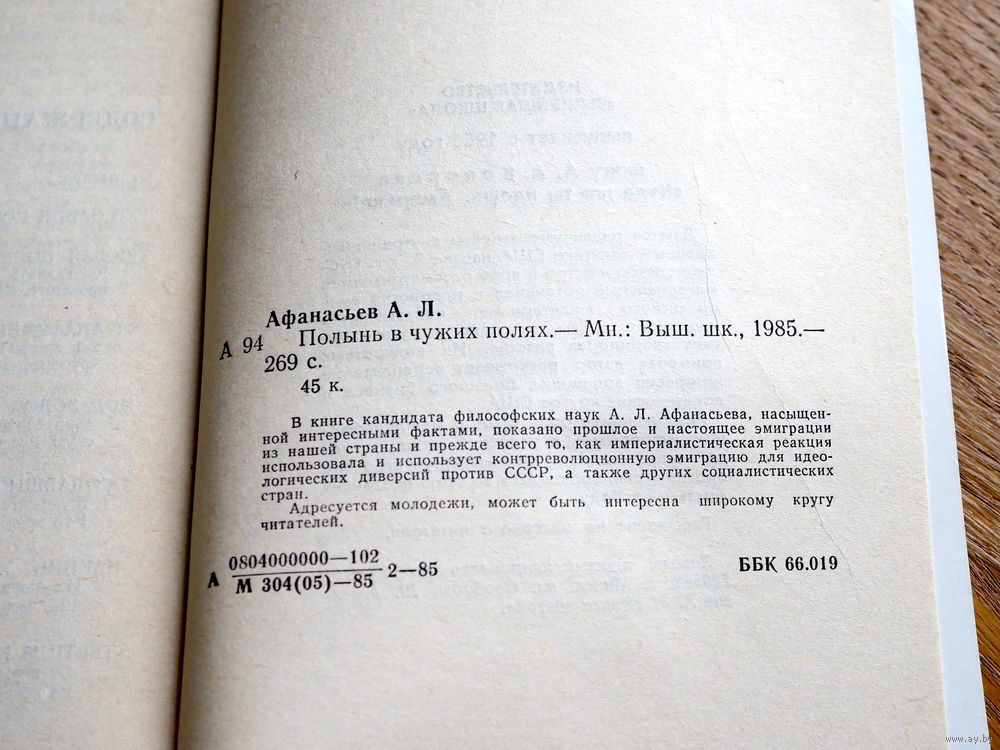 Афанасьев А. Л.
А 94 Полынь в чужих полях.— Мн.: Выш. шк., 1985.—
269 с.
45 к.
В книге кандидата философских наук А. Л. Афанасьева, насыщен-
ной интересными фактами, показано прошлое и настоящее эмиграции
из нашей страны и прежде всего то, как империалистическая реакция
использовала и использует контрреволюционную эмиграцию для идео-
логических диверсий против СССР, а также других социалистических
стран.
Адресуется молодежи, может быть интересна широкому кругу
читателей.
А 0804000000—102
М 304(05)—85 2—85
ББК 66.019
www.ay.by